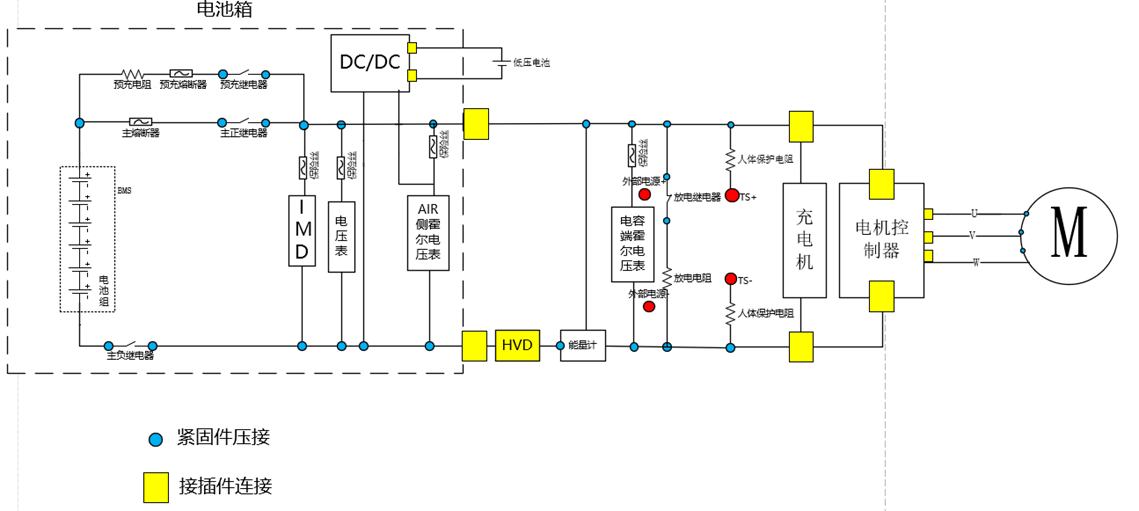 电池箱
DC/DC
低压电池
预充电阻
预充熔断器
预充继电器
主熔断器
主正继电器
保险丝
保险丝
保险丝
保险丝
BMS
电池组
IMD
电压表
AIR
侧霍
尔电
压表
外部电源+
电容
端霍
尔电
压表
外部电源-
放电继电器
放电电阻
人体保护电阻
TS+
TS-
人体保护电阻
充电机
电机控
制器
U
V
W
M
主负继电器
HVD
能量计
紧固件压接
接插件连接